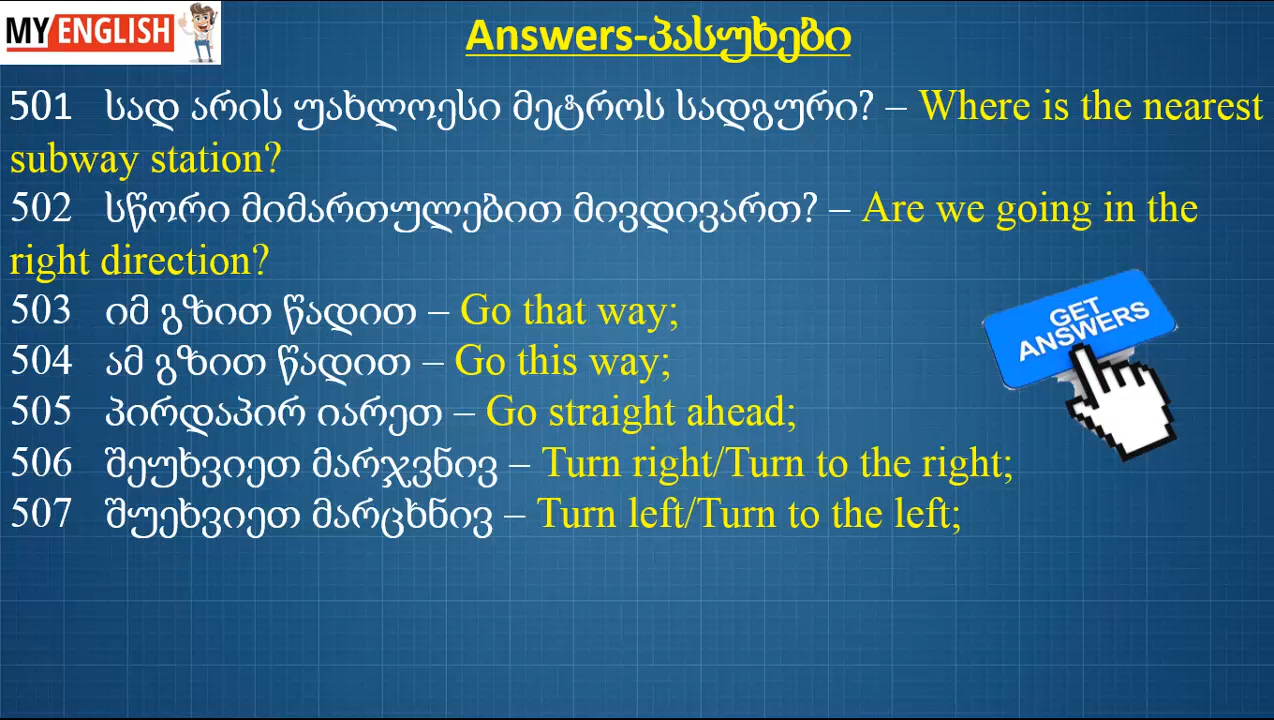 MY ENGLISH
Answers-პასუხები
501 სად არის უახლოესი მეტროს სადგური? – Where is the nearest
subway station?
502 სწორი მიმართულებით მივდივართ? – Are we going in the
right direction?
503 იმ გზით წადით – Go that way;
504 ამ გზით წადით – Go this way;
505 პირდაპირ იარეთ – Go straight ahead;
506 შეუხვიეთ მარჯვნივ – Turn right/Turn to the right;
507 შუეხვიეთ მარცხნივ – Turn left/Turn to the left;
GET
ANSWERS